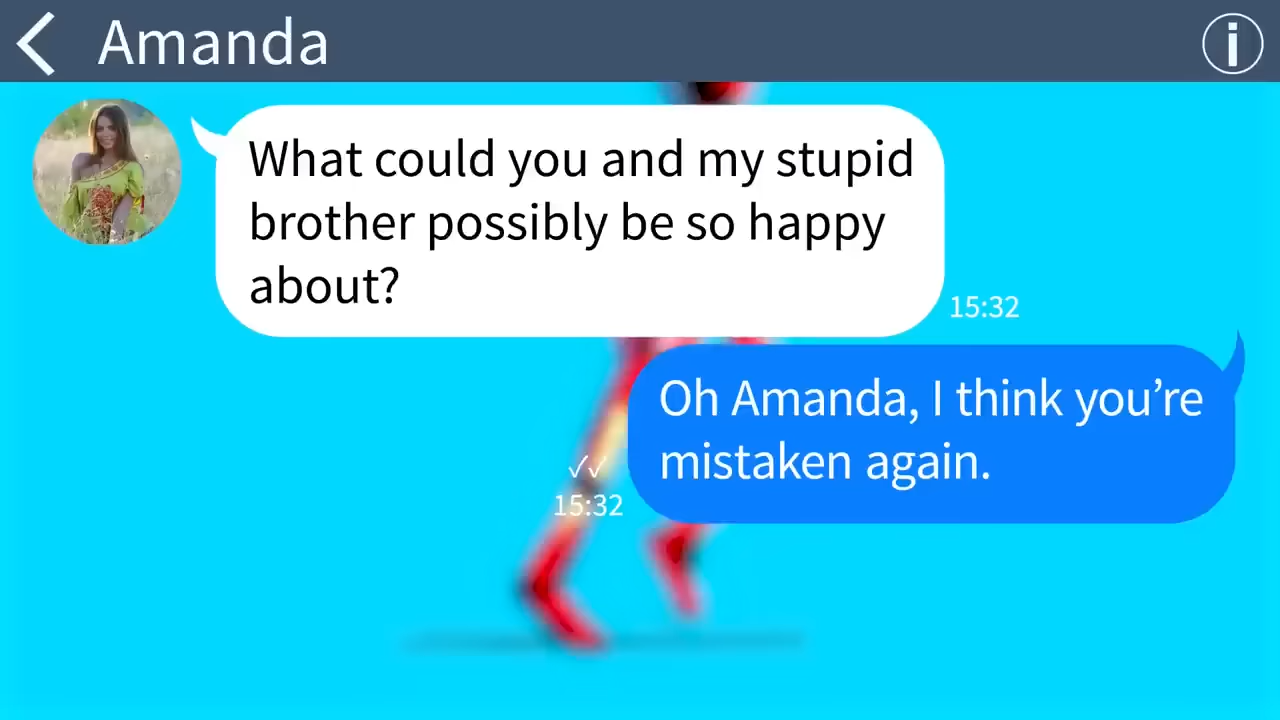 Amanda
What could you and my stupid
brother possibly be so happy
about?
15:32
Oh Amanda, I think you’re
mistaken again.
15:32